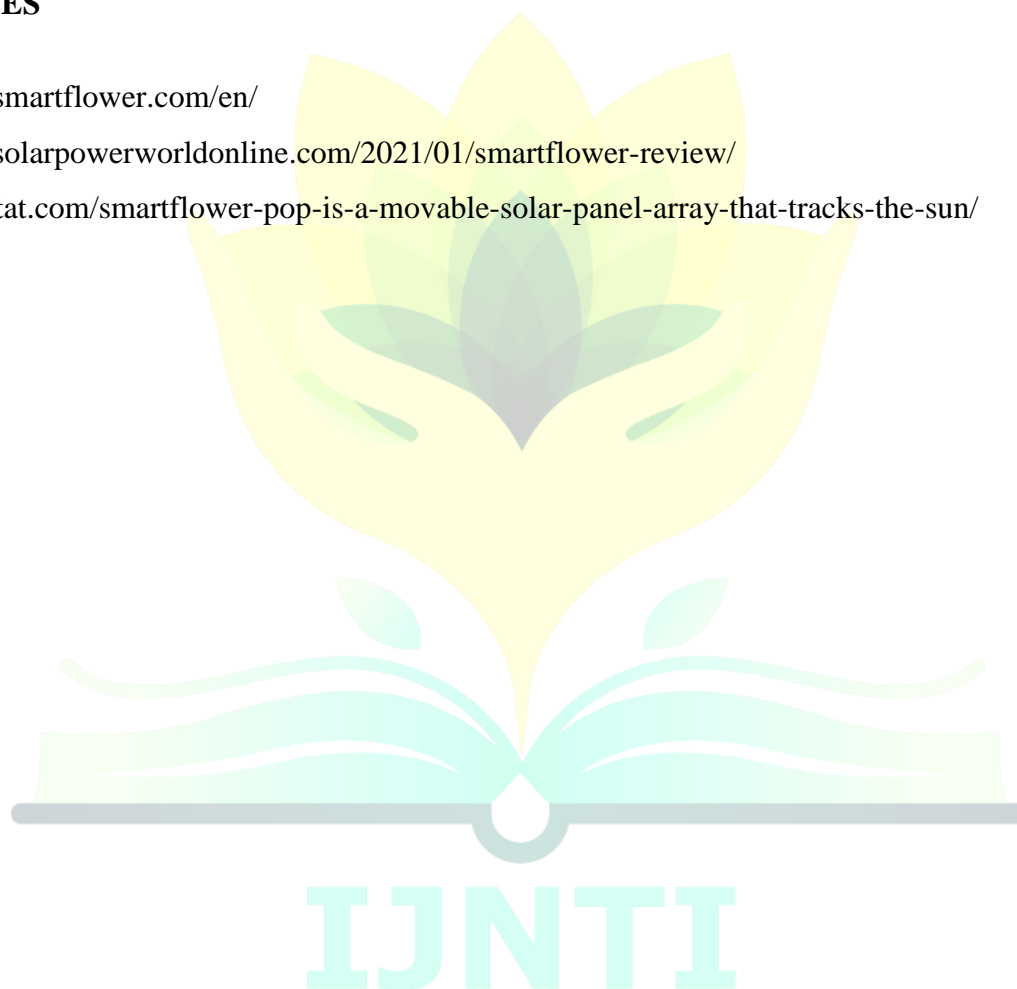 ES
smartflower.com/en/
solarpowerworldonline.com/2021/01/smartflower-review/
tat.com/smartflower-pop-is-a-movable-solar-panel-array-that-tracks-the-sun/
IJNTI